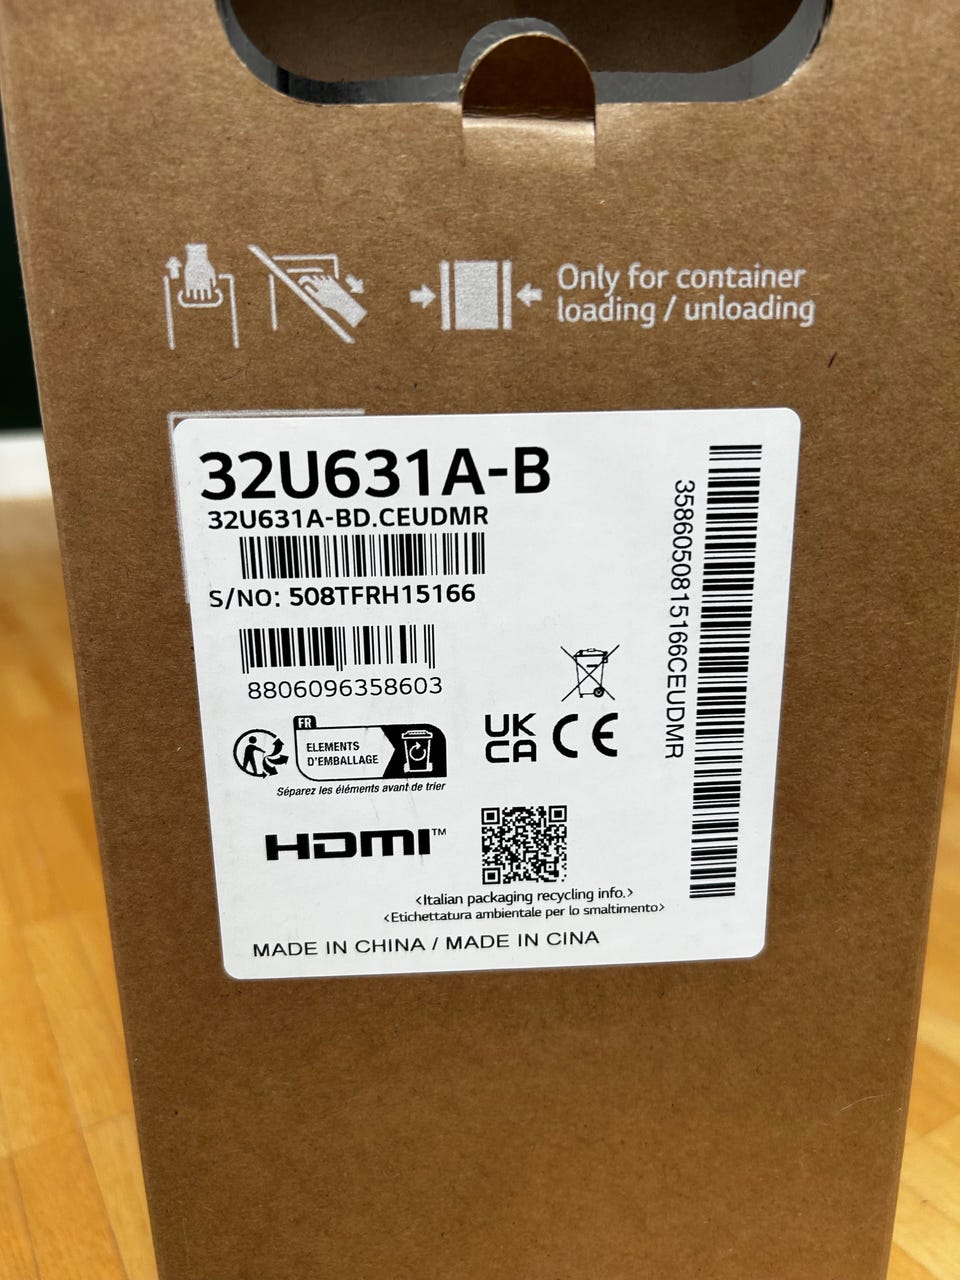 Only for container
loading / unloading
32U631A-B
32U631A-BD.CEUDMR
S/NO: 508TFRH15166
8806096358603
3586050815166CEUDMR
FR
ELEMENTS
D'EMBALLAGE
Séparez les éléments avant de trier
UK
CA CE
HDMI™
<Italian packaging recycling info.>
<Etichettatura ambientale per lo smaltimento>
MADE IN CHINA / MADE IN CINA